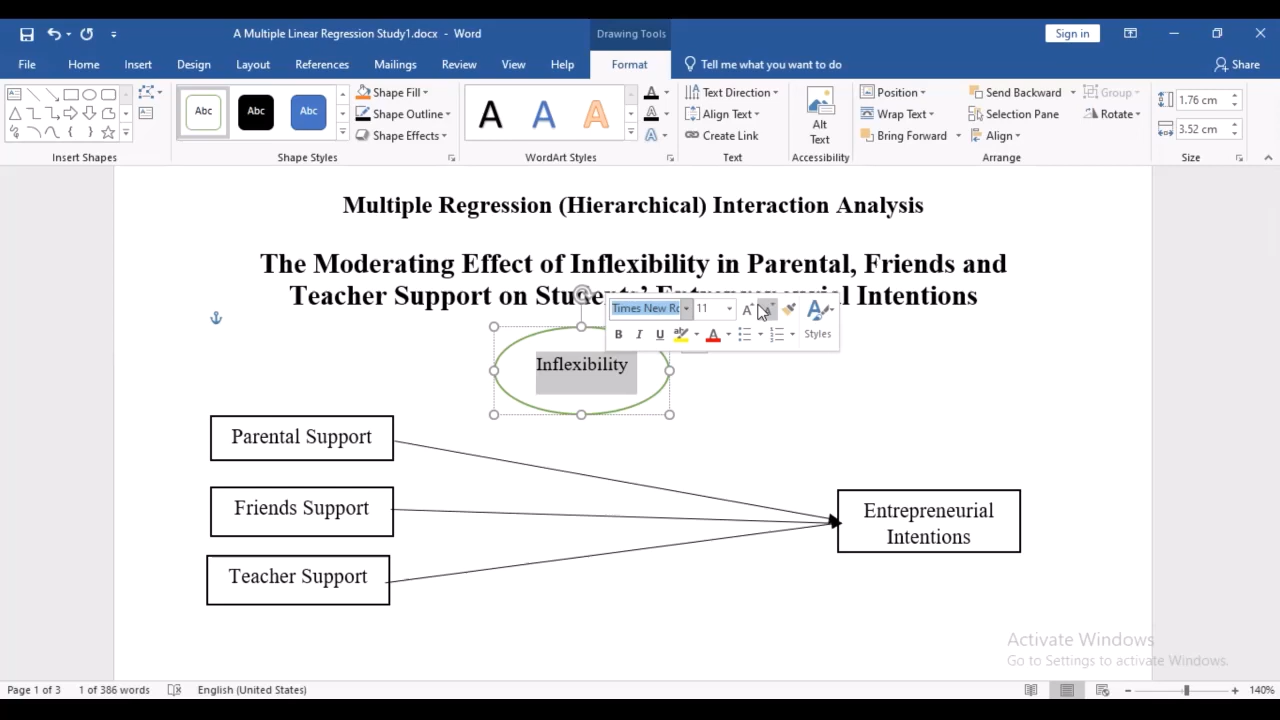 A Multiple Linear Regression Study1.docx - Word
Drawing Tools
Sign in
File Home Insert Design Layout References Mailings Review View Help Format Tell me what you want to do Share
Abc Abc Abc
Shape Fill
Shape Outline
Shape Effects
A A A
Text Direction
Align Text
Create Link
Alt
Text
Position
Wrap Text
Bring Forward
Send Backward
Selection Pane
Align
Group
Rotate
1.76 cm
3.52 cm
Insert Shapes Shape Styles WordArt Styles Text Accessibility Arrange Size
Multiple Regression (Hierarchical) Interaction Analysis
The Moderating Effect of Inflexibility in Parental, Friends and
Teacher Support on Students' Entrepreneurial Intentions
Times New Ro 11
B I U
Styles
Inflexibility
Parental Support
Friends Support
Teacher Support
Entrepreneurial
Intentions
Activate Windows
Go to Settings to activate Windows.
Page 1 of 3 1 of 386 words English (United States) 140%